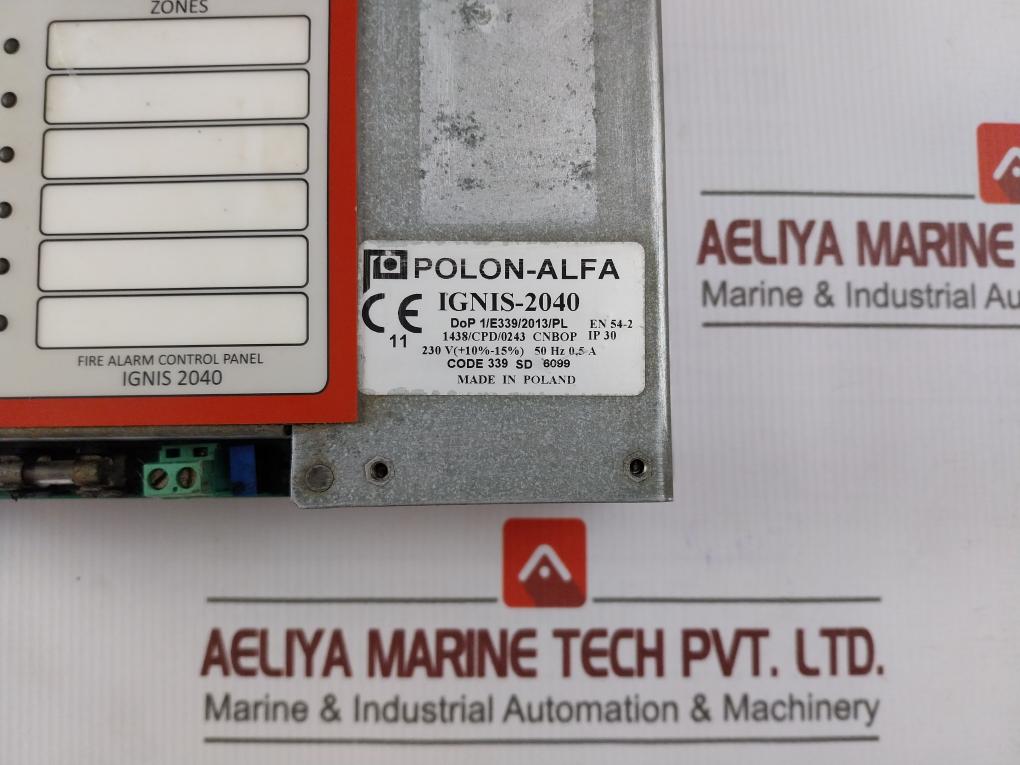 ZONES
FIRE ALARM CONTROL PANEL
IGNIS 2040
POLON-ALFA
IGNIS-2040
CE
11
DoP 1/E339/2013/PL EN 54-2
1438/CPD/0243 CNBOP IP 30
230 V(+10%-15%) 50 Hz 0,5 A
CODE 339 SD 6099
MADE IN POLAND
AELIYA MARINE
Marine & Industrial Au
AELIYA MARINE TECH PVT. LTD.
Marine & Industrial Automation & Machinery